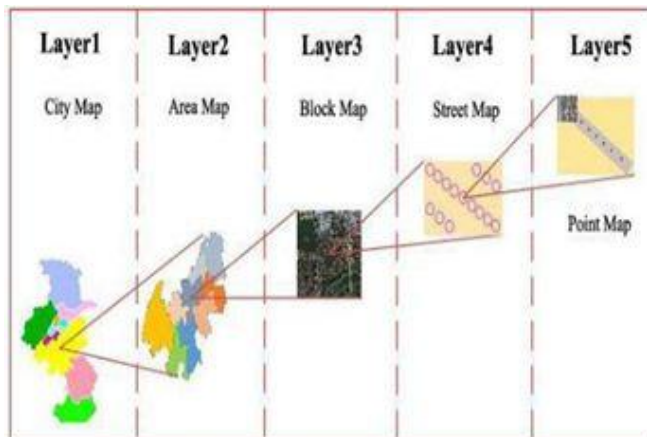 Layer1
City Map
Layer2
Area Map
Layer3
Block Map
Layer4
Street Map
Layer5
Point Map